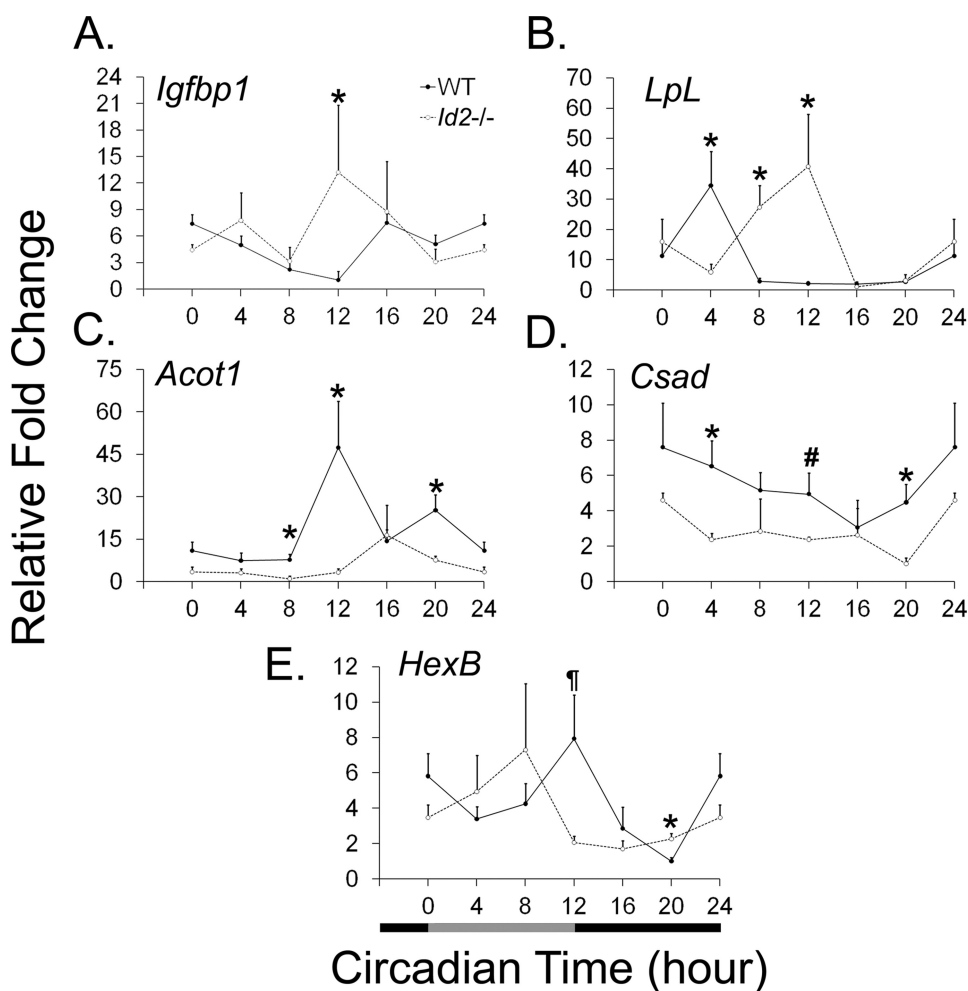 A.
B.
Igfbp1
WT
Id2-/-
*
24
21
18
15
12
9
6
3
0
0 4 8 12 16 20 24
LpL
* * *
70
60
50
40
30
20
10
0
0 4 8 12 16 20 24
Relative Fold Change
C.
D.
Acot1
* * *
75
60
45
30
15
0
0 4 8 12 16 20 24
Csad
* # *
12
10
8
6
4
2
0
0 4 8 12 16 20 24
E.
HexB
¶
*
12
10
8
6
4
2
0
0 4 8 12 16 20 24
Circadian Time (hour)